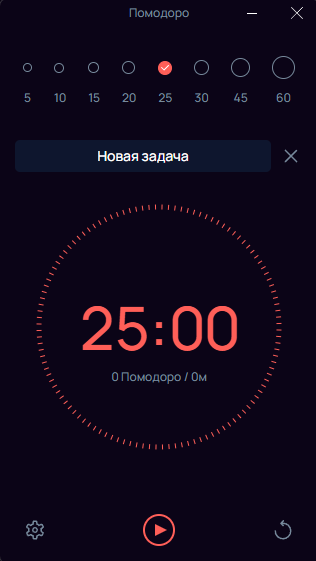 Помодоро
5 10 15 20 25 30 45 60
Новая задача
25:00
0 Помодоро / 0м